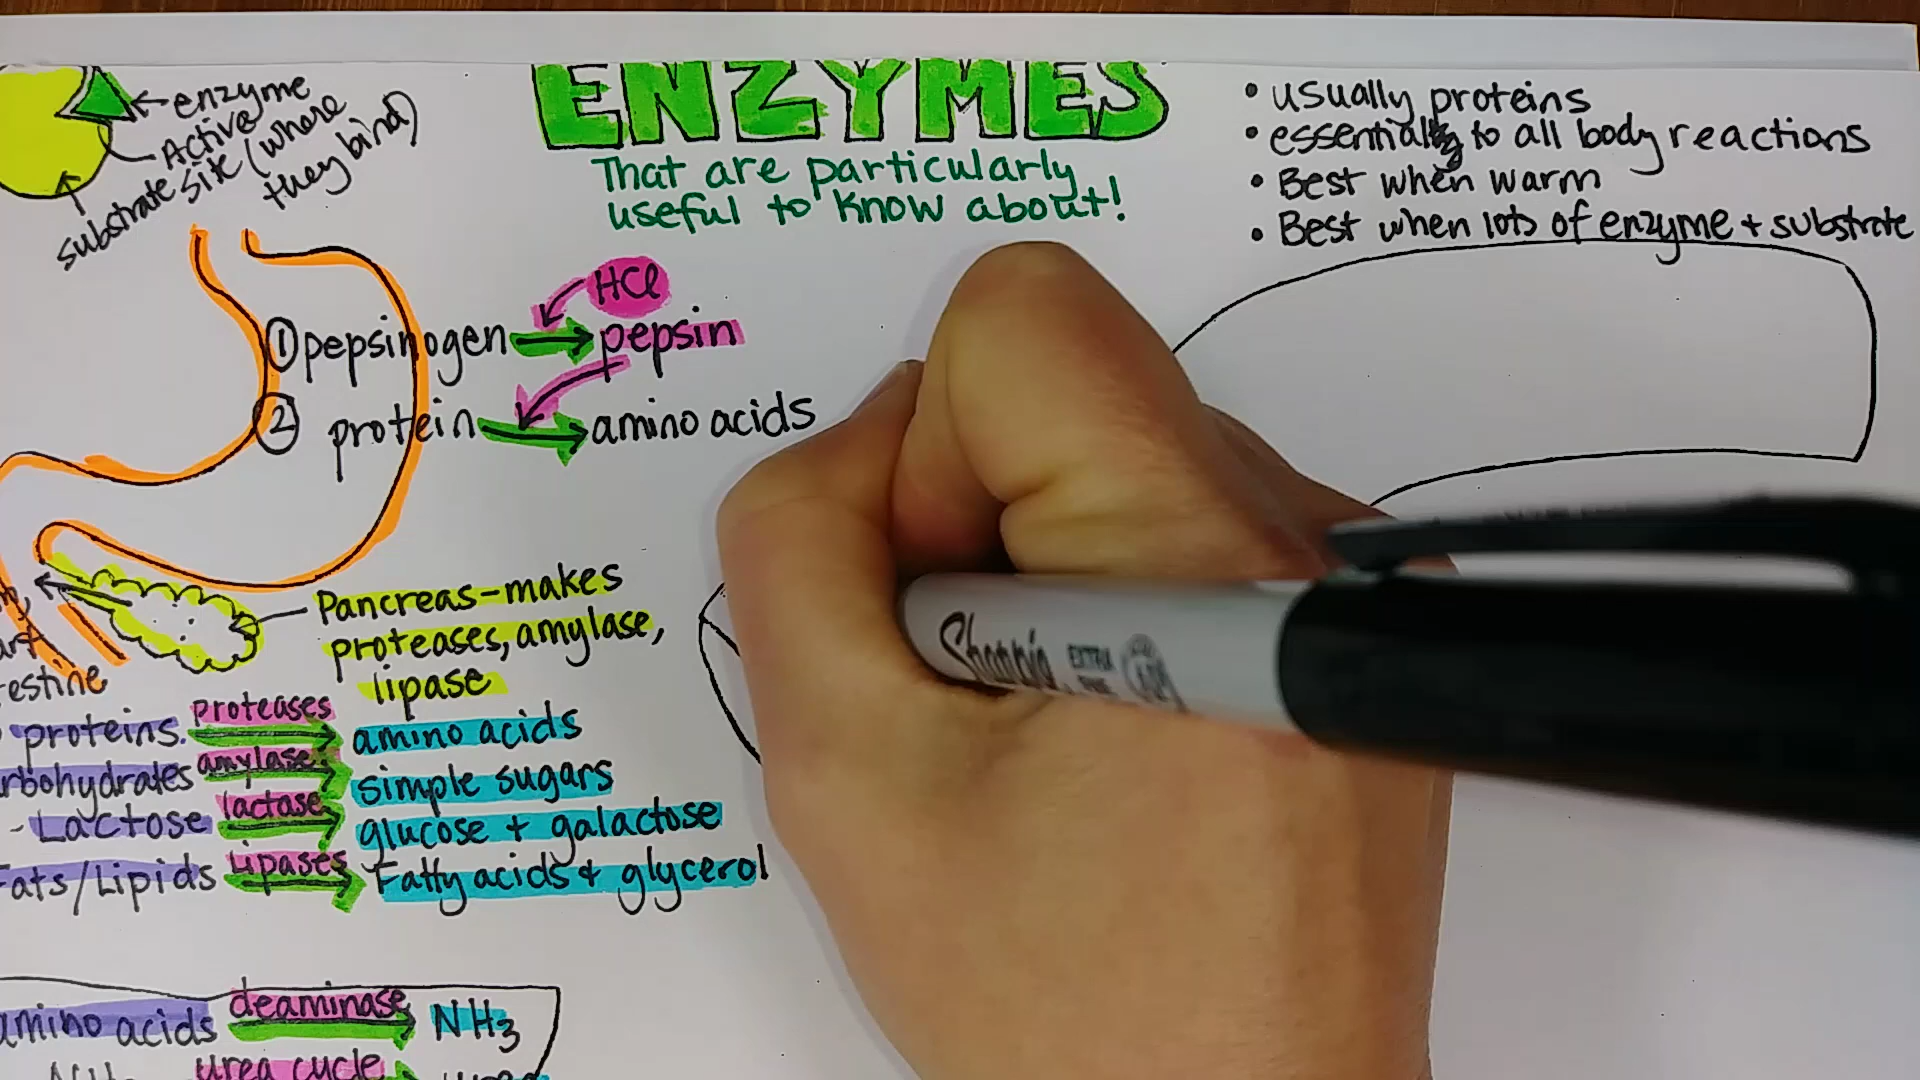 ENZYMES
That are particularly
useful to know about!
enzyme
Active
site (where
they bind)
substrate
• usually proteins
• essential to all body reactions
• Best when warm
• Best when lots of enzyme + substrate
HCl
① pepsinogen → pepsin
② protein → amino acids
Pancreas - makes
proteases, amylase,
lipase
proteins. proteases → amino acids
rbohydrates amylase → simple sugars
- Lactose lactase → glucose + galactose
Fats/Lipids Lipases → Fatty acids + glycerol
amino acids deaminase → NH3
urea cycle
Sharpie
EXTRA
estine